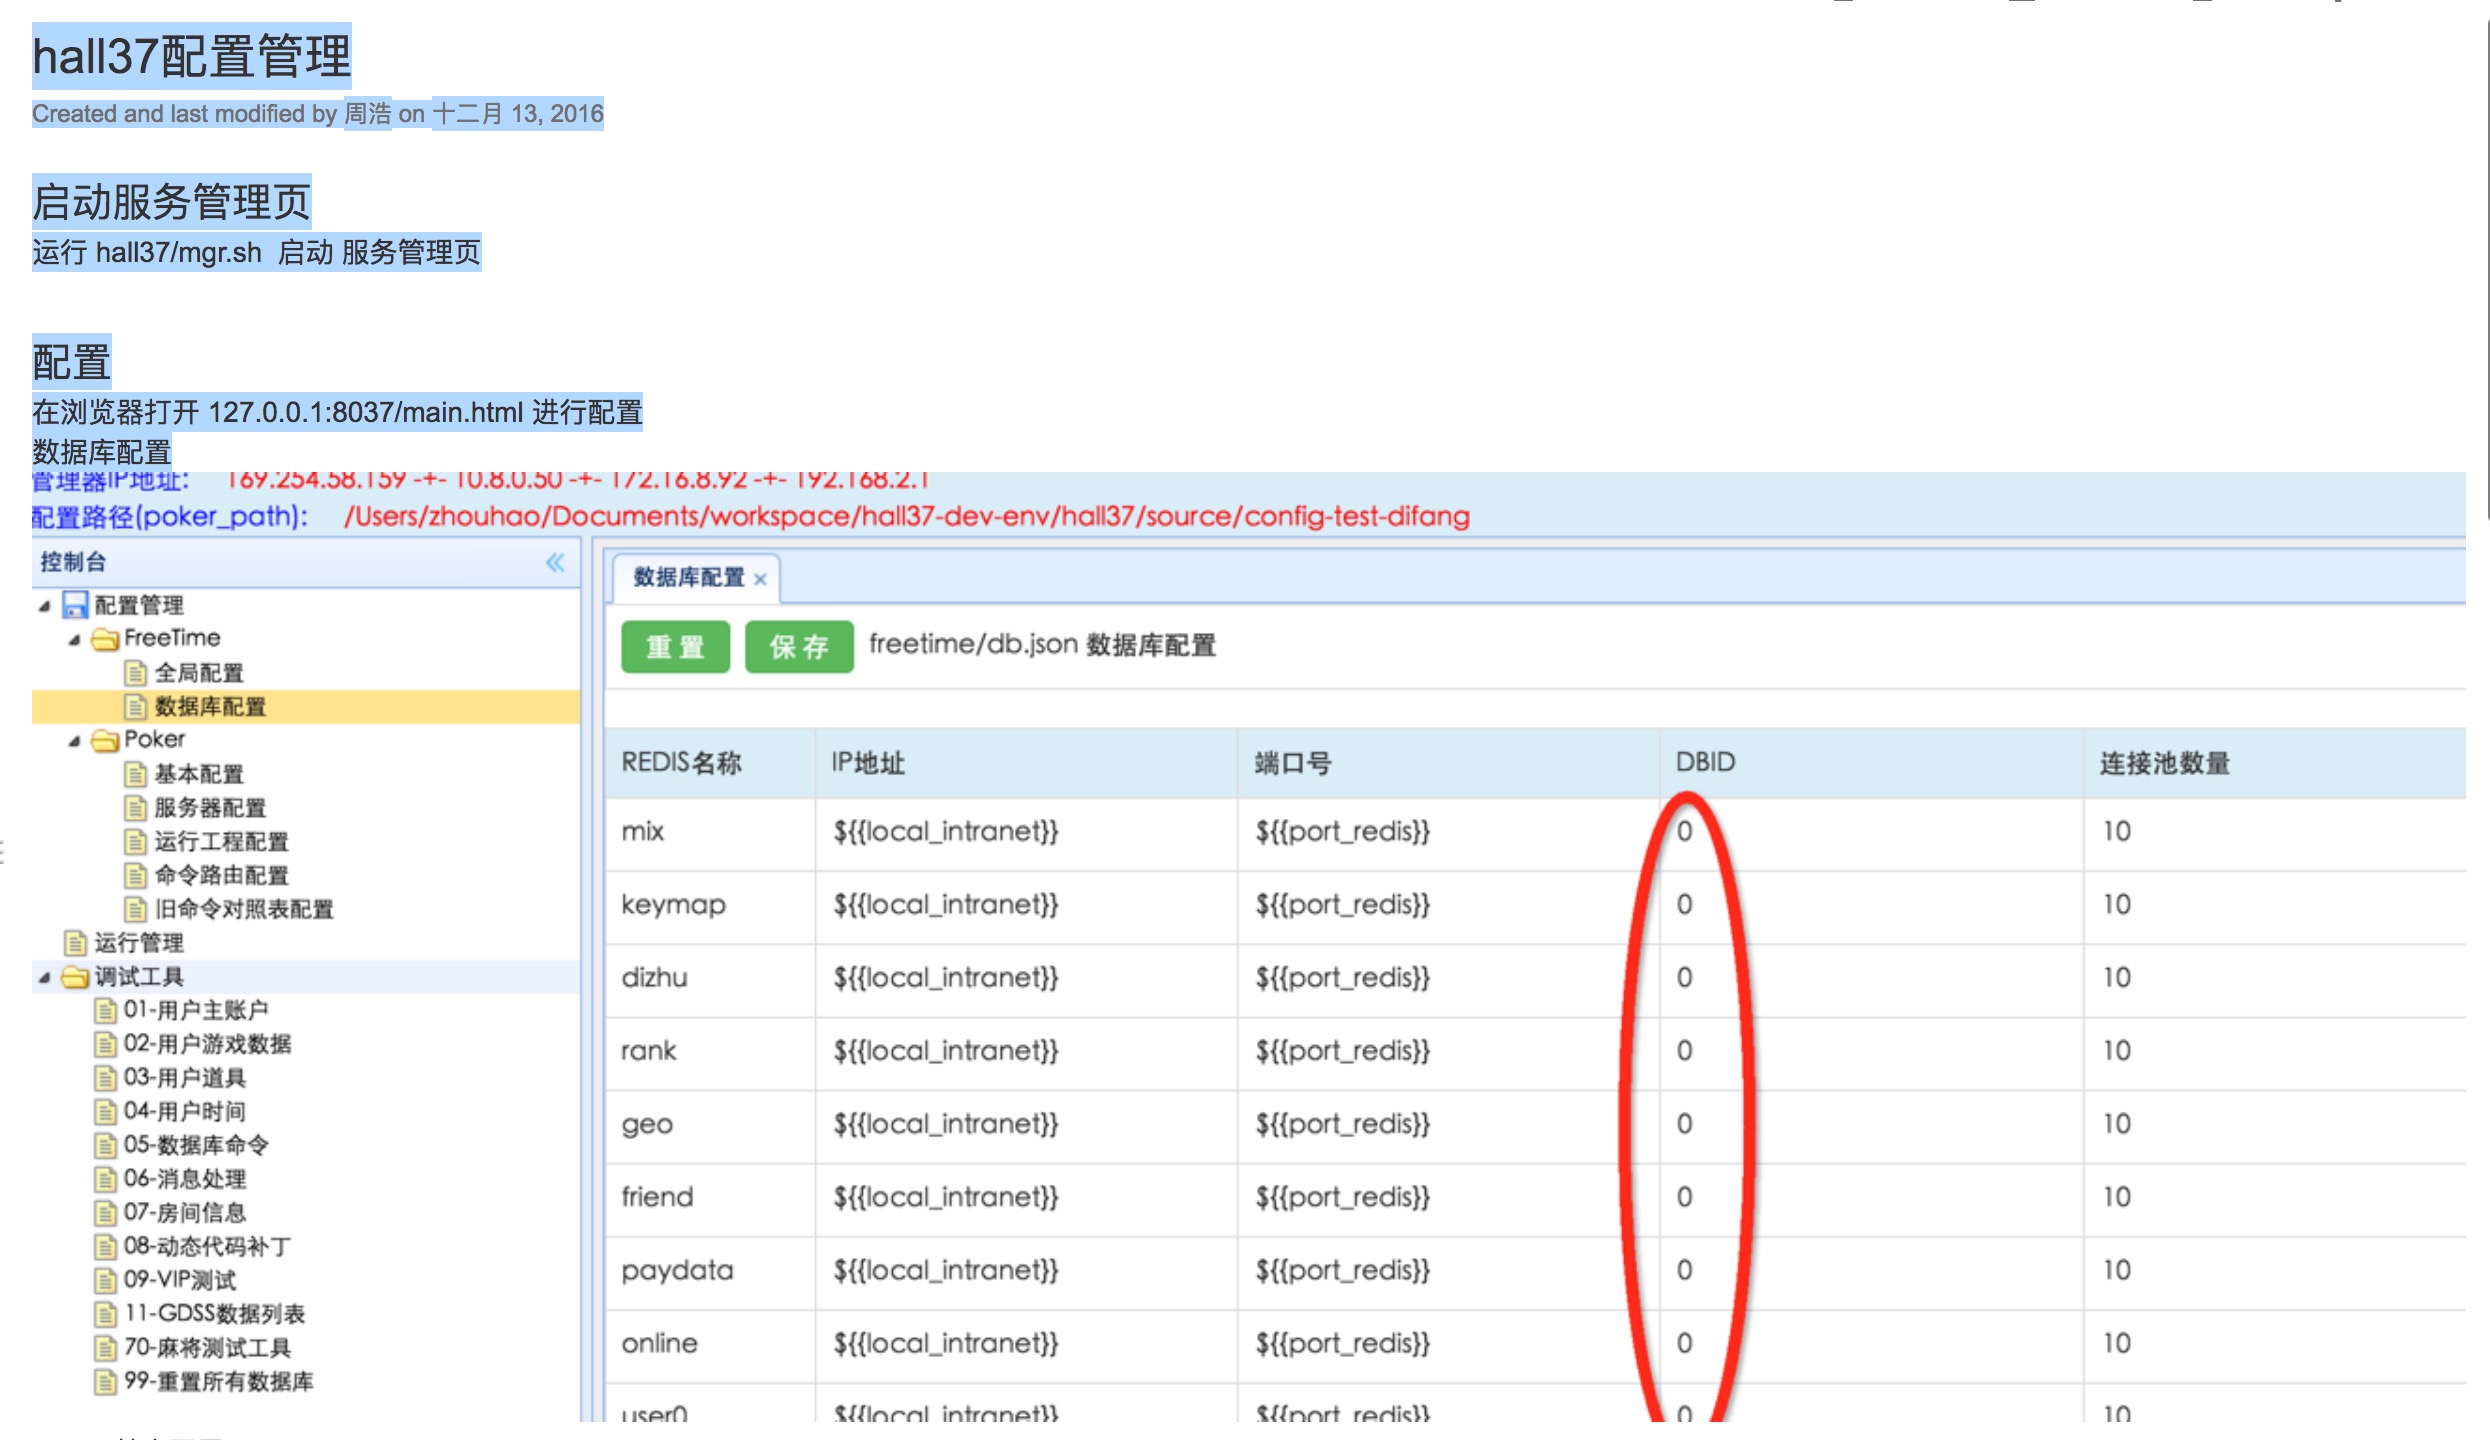 hall37配置管理
Created and last modified by 周浩 on 十二月 13, 2016
启动服务管理页
运行 hall37/mgr.sh 启动 服务管理页
配置
在浏览器打开 127.0.0.1:8037/main.html 进行配置
数据库配置
管理器IP地址: 169.254.58.159 -+- 10.8.0.50 -+- 172.16.8.92 -+- 192.168.2.1
配置路径(poker_path): /Users/zhouhao/Documents/workspace/hall37-dev-env/hall37/source/config-test-difang
控制台
配置管理
FreeTime
全局配置
数据库配置
Poker
基本配置
服务器配置
运行工程配置
命令路由配置
旧命令对照表配置
运行管理
调试工具
01-用户主账户
02-用户游戏数据
03-用户道具
04-用户时间
05-数据库命令
06-消息处理
07-房间信息
08-动态代码补丁
09-VIP测试
11-GDSS数据列表
70-麻将测试工具
99-重置所有数据库
数据库配置 ×
重 置 保 存 freetime/db.json 数据库配置
REDIS名称 IP地址 端口号 DBID 连接池数量
mix ${{local_intranet}} ${{port_redis}} 0 10
keymap ${{local_intranet}} ${{port_redis}} 0 10
dizhu ${{local_intranet}} ${{port_redis}} 0 10
rank ${{local_intranet}} ${{port_redis}} 0 10
geo ${{local_intranet}} ${{port_redis}} 0 10
friend ${{local_intranet}} ${{port_redis}} 0 10
paydata ${{local_intranet}} ${{port_redis}} 0 10
online ${{local_intranet}} ${{port_redis}} 0 10
user0 ${{local_intranet}} ${{port_redis}} 0 10